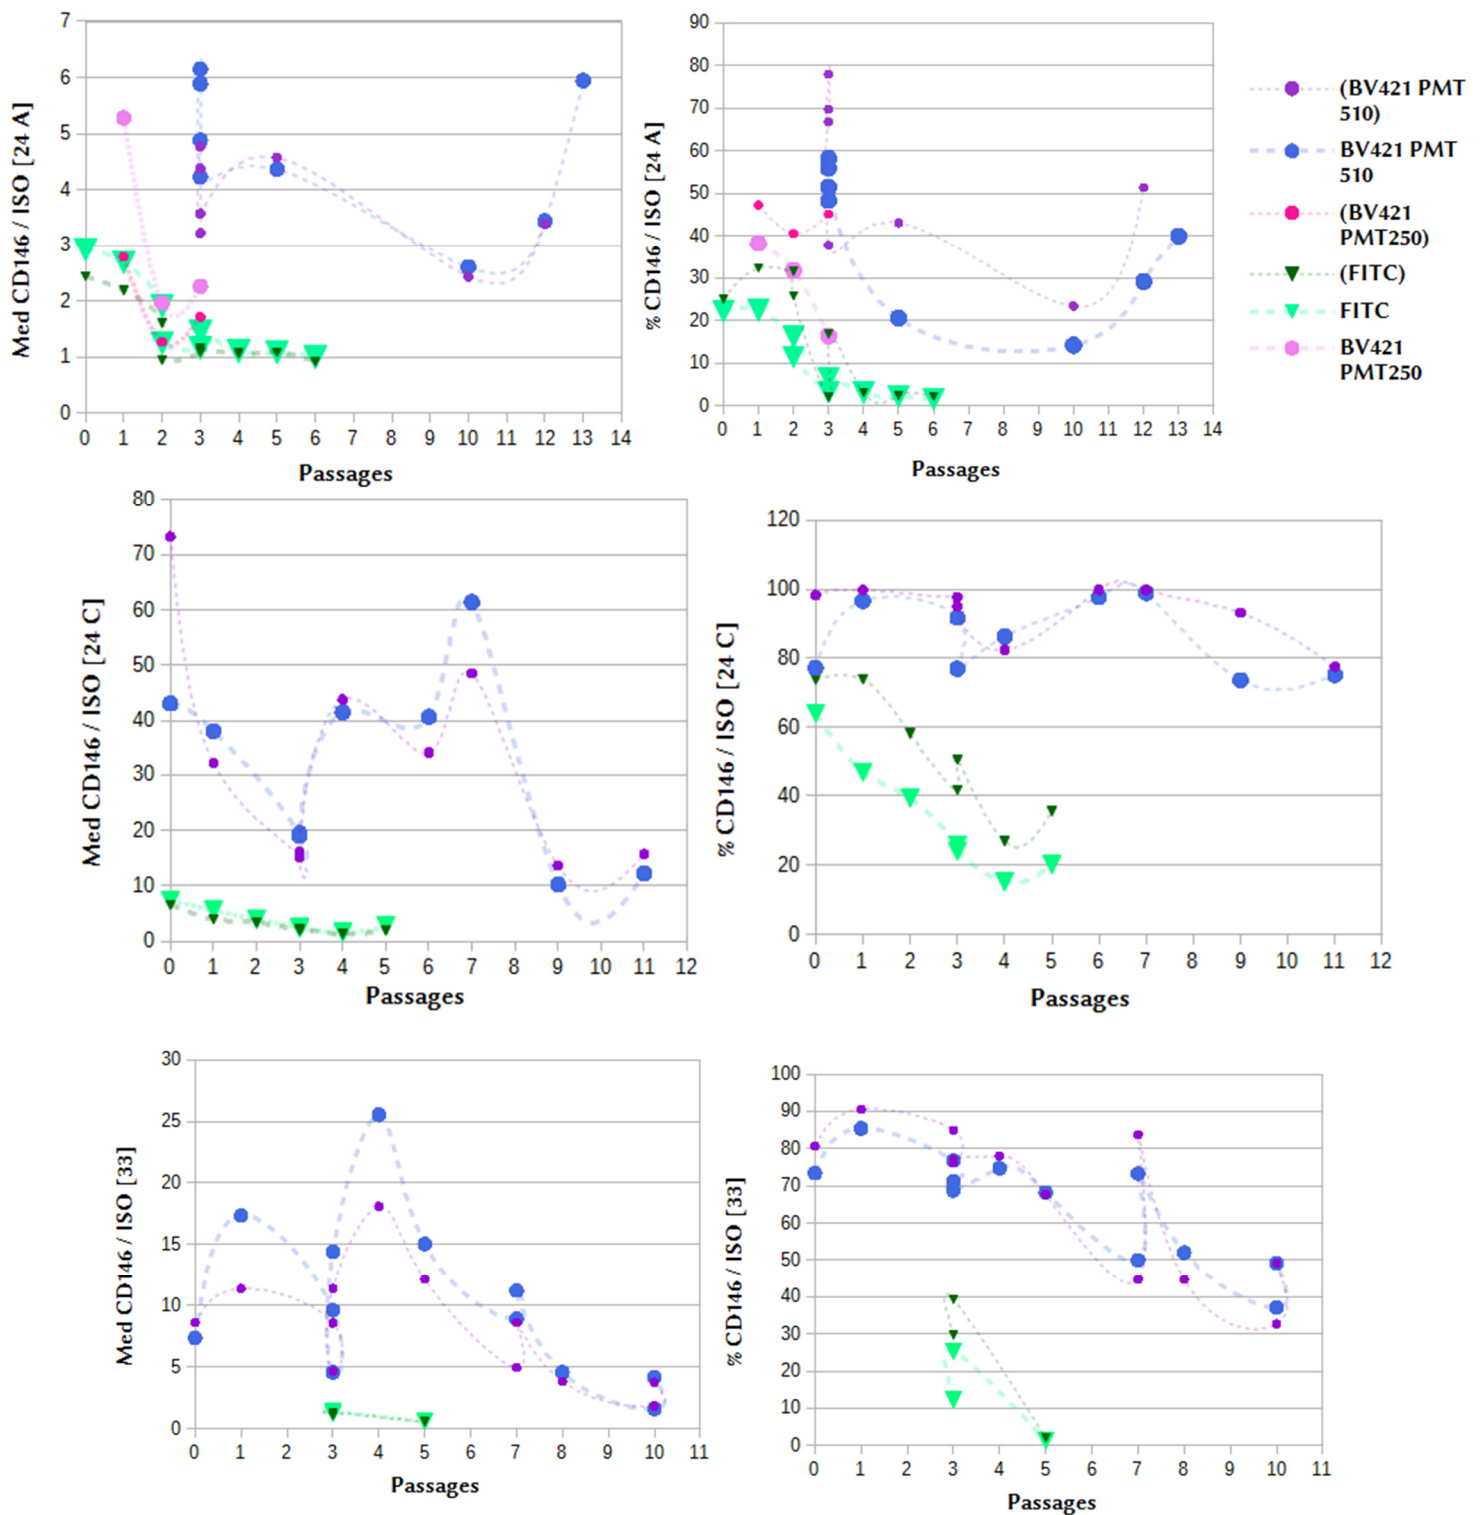 7
6
5
4
3
2
1
0
0 1 2 3 4 5 6 7 8 9 10 11 12 13 14
Med CD146 / ISO [24 A]
Passages
90
80
70
60
50
40
30
20
10
0
0 1 2 3 4 5 6 7 8 9 10 11 12 13 14
% CD146 / ISO [24 A]
Passages
(BV421 PMT
510)
BV421 PMT
510
(BV421
PMT250)
(FITC)
FITC
BV421
PMT250
80
70
60
50
40
30
20
10
0
0 1 2 3 4 5 6 7 8 9 10 11 12
Med CD146 / ISO [24 C]
Passages
120
100
80
60
40
20
0
0 1 2 3 4 5 6 7 8 9 10 11 12
% CD146 / ISO [24 C]
Passages
30
25
20
15
10
5
0
0 1 2 3 4 5 6 7 8 9 10 11
Med CD146 / ISO [33]
Passages
100
90
80
70
60
50
40
30
20
10
0
0 1 2 3 4 5 6 7 8 9 10 11
% CD146 / ISO [33]
Passages